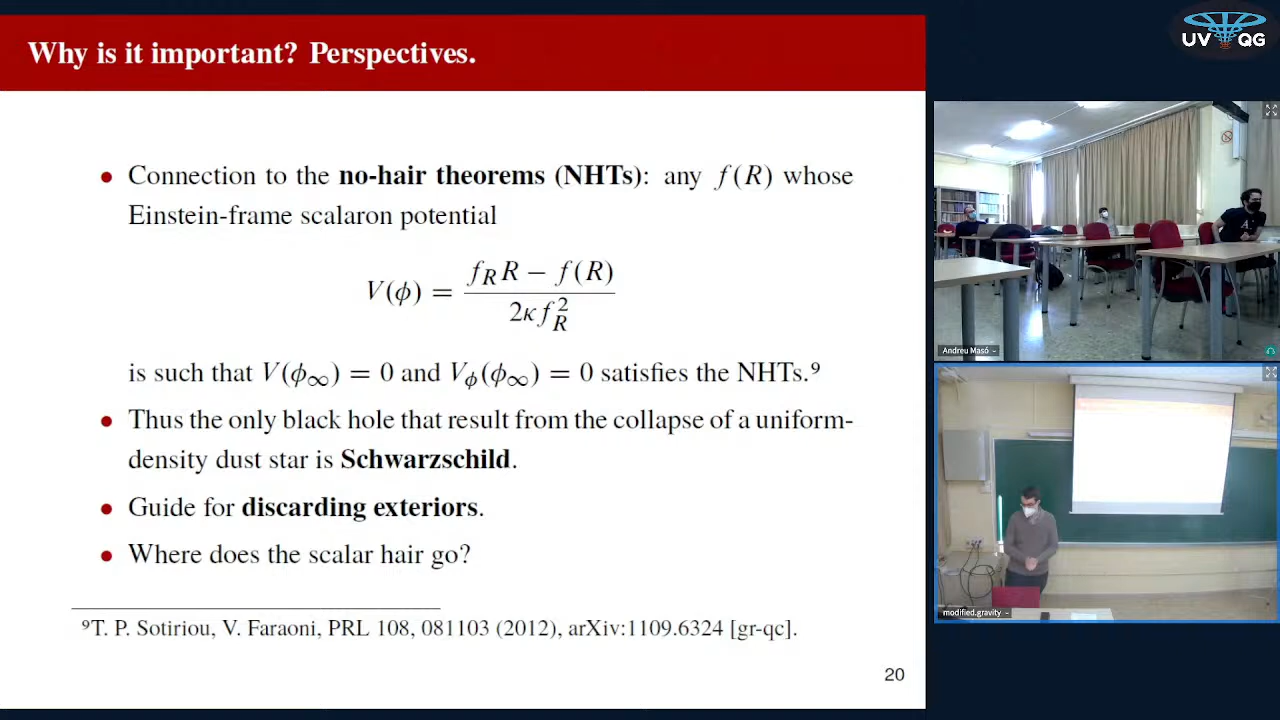 Why is it important? Perspectives.
• Connection to the no-hair theorems (NHTs): any f(R) whose
Einstein-frame scalaron potential
V(ϕ) = (f_R R − f(R)) / (2κ f_R^2)
is such that V(ϕ∞) = 0 and V_ϕ(ϕ∞) = 0 satisfies the NHTs.⁹
• Thus the only black hole that result from the collapse of a uniform-
density dust star is Schwarzschild.
• Guide for discarding exteriors.
• Where does the scalar hair go?
⁹T. P. Sotiriou, V. Faraoni, PRL 108, 081103 (2012), arXiv:1109.6324 [gr-qc].
20
UV QG
Andreu Masó
modified.gravity